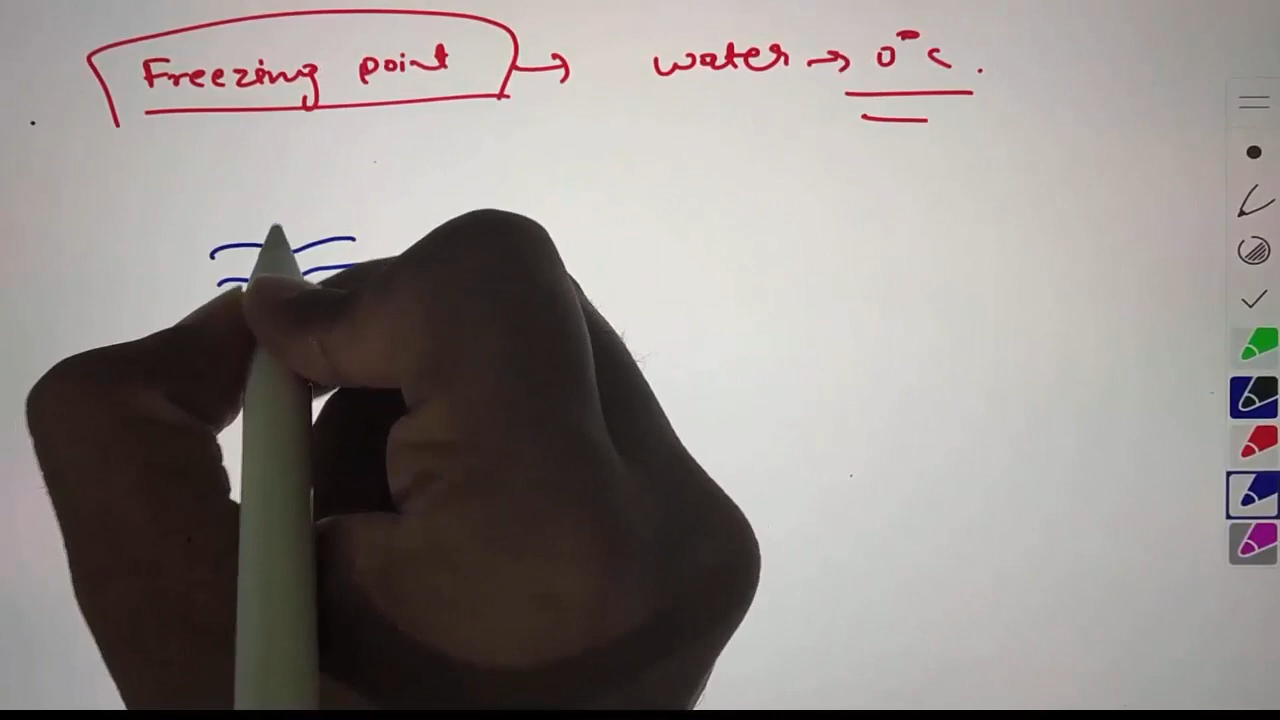 Freezing point → water → 0°C.